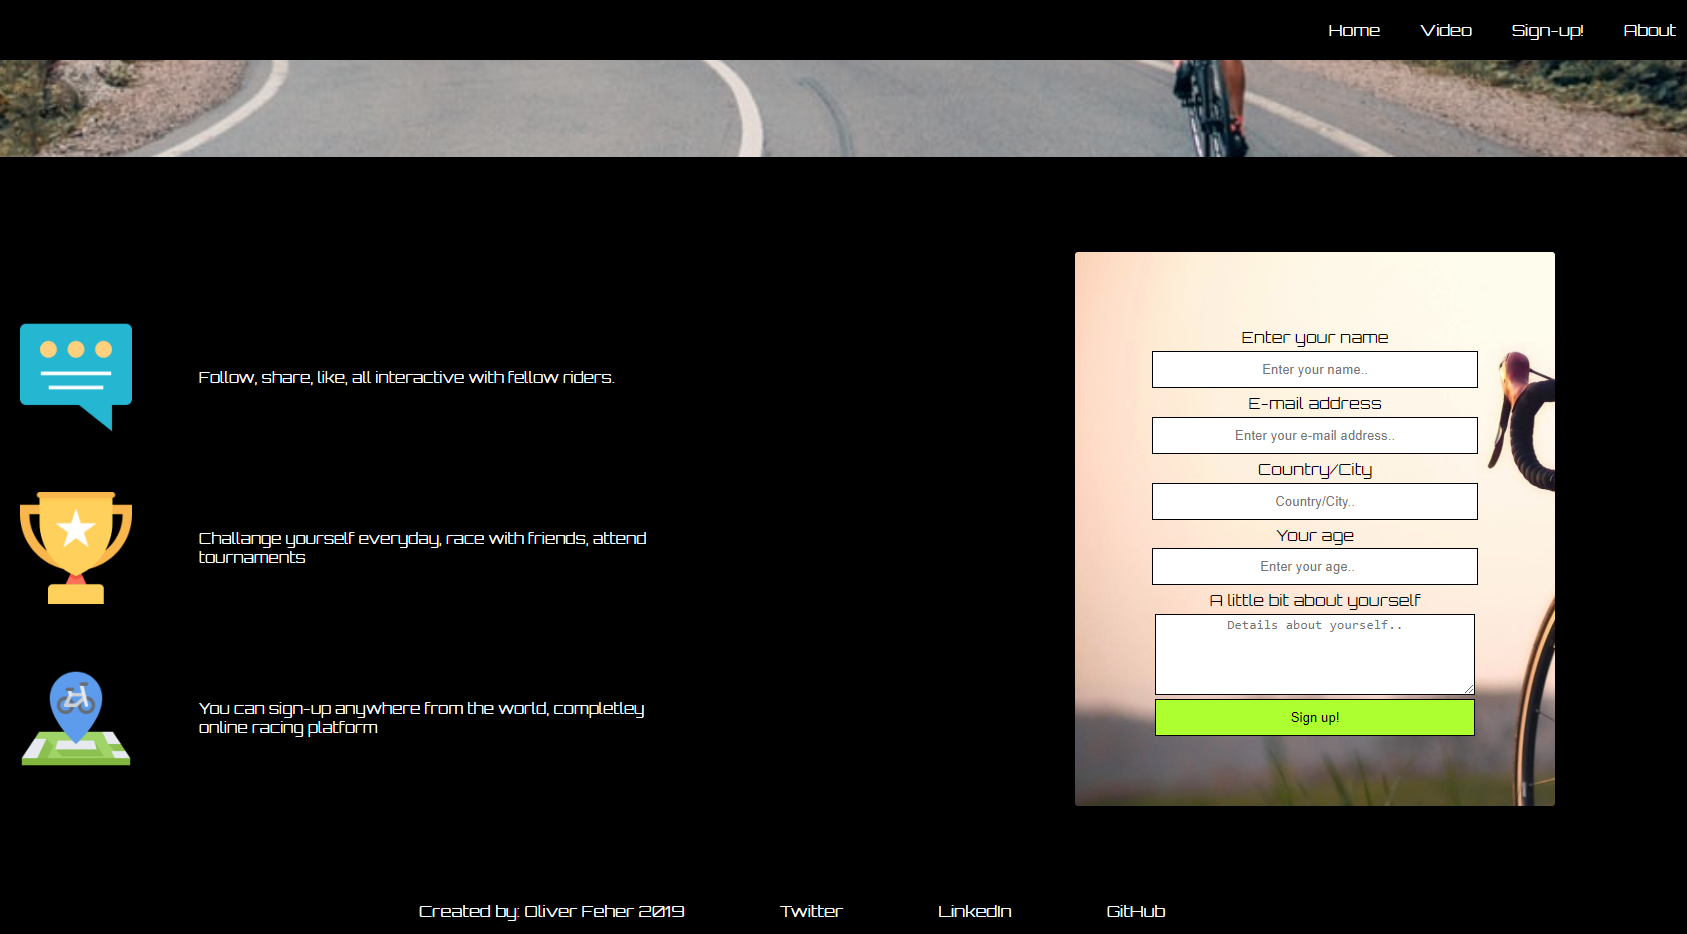 Home Video Sign-up! About
Follow, share, like, all interactive with fellow riders.
Challange yourself everyday, race with friends, attend
tournaments
You can sign-up anywhere from the world, completley
online racing platform
Enter your name
Enter your name..
E-mail address
Enter your e-mail address..
Country/City
Country/City..
Your age
Enter your age..
A little bit about yourself
Details about yourself..
Sign up!
Created by: Oliver Feher 2019 Twitter LinkedIn GitHub